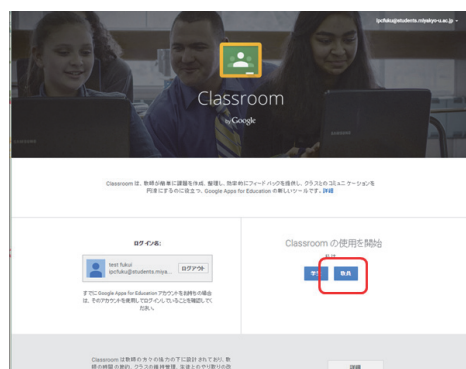 ipcfuku@students.miyakyo-u.ac.jp
Classroom
by Google
Classroom は、教師が簡単に課題を作成、整理し、効率的にフィードバックを提供し、クラスとのコミュニケーションを
円滑にするのに役立つ、Google Apps for Education の新しいツールです。詳細
ログイン名:
Classroom の使用を開始
私は
test fukui
ipcfuku@students.miya...
ログアウト
学生
教員
すでに Google Apps for Education アカウントをお持ちの場合
は、そのアカウントを使用してログインしていることを確認してく
ださい。
Classroom は教師の方々の協力の下に設計されており、教
師の時間の節約、クラスの維持管理、生徒とのやり取りの改
詳細